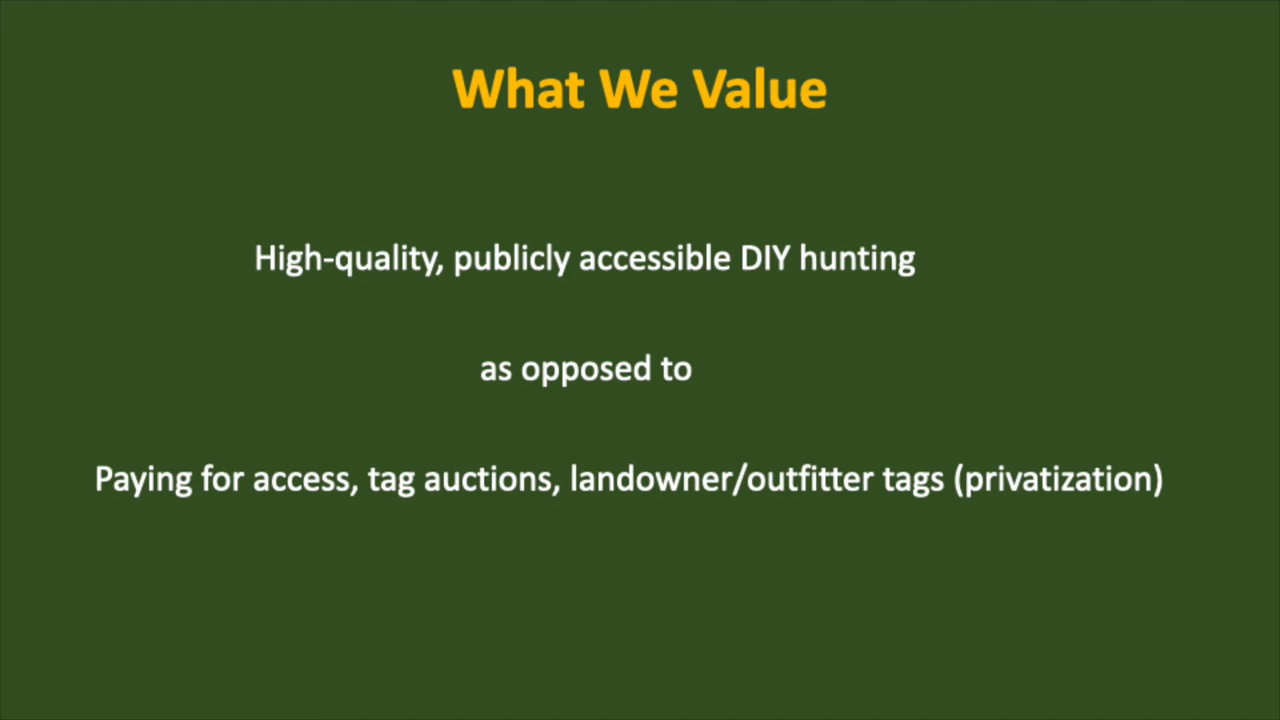 What We Value
High-quality, publicly accessible DIY hunting
as opposed to
Paying for access, tag auctions, landowner/outfitter tags (privatization)